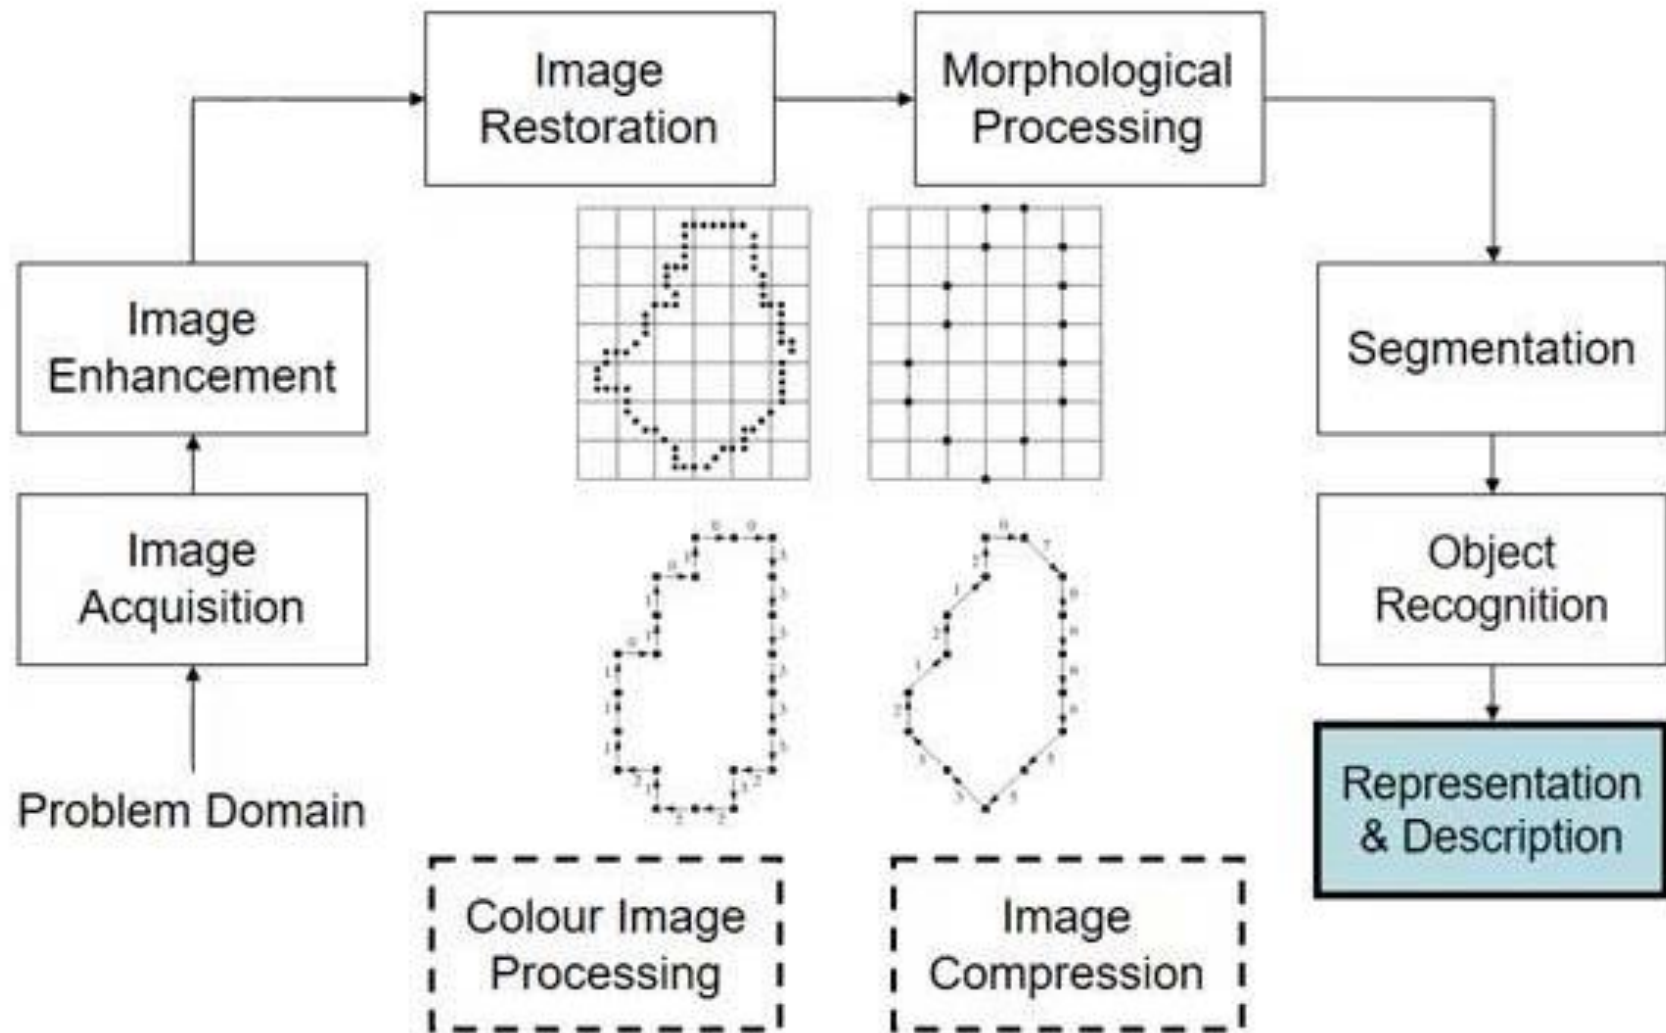 Image
Restoration
Morphological
Processing
Image
Enhancement
Segmentation
Image
Acquisition
Object
Recognition
Problem Domain
Representation
& Description
Colour Image
Processing
Image
Compression